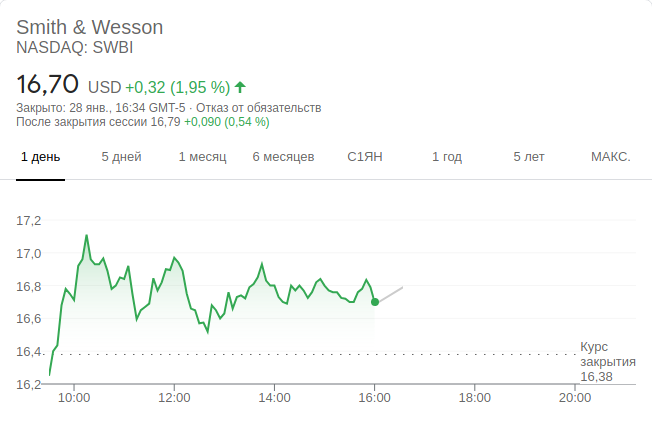 Smith & Wesson
NASDAQ: SWBI
16,70 USD +0,32 (1,95 %)
Закрыто: 28 янв., 16:34 GMT-5 · Отказ от обязательств
После закрытия сессии 16,79 +0,090 (0,54 %)
1 день 5 дней 1 месяц 6 месяцев С1ЯН 1 год 5 лет МАКС.
17,2
17,0
16,8
16,6
16,4
16,2
Курс
закрытия
16,38
10:00 12:00 14:00 16:00 18:00 20:00